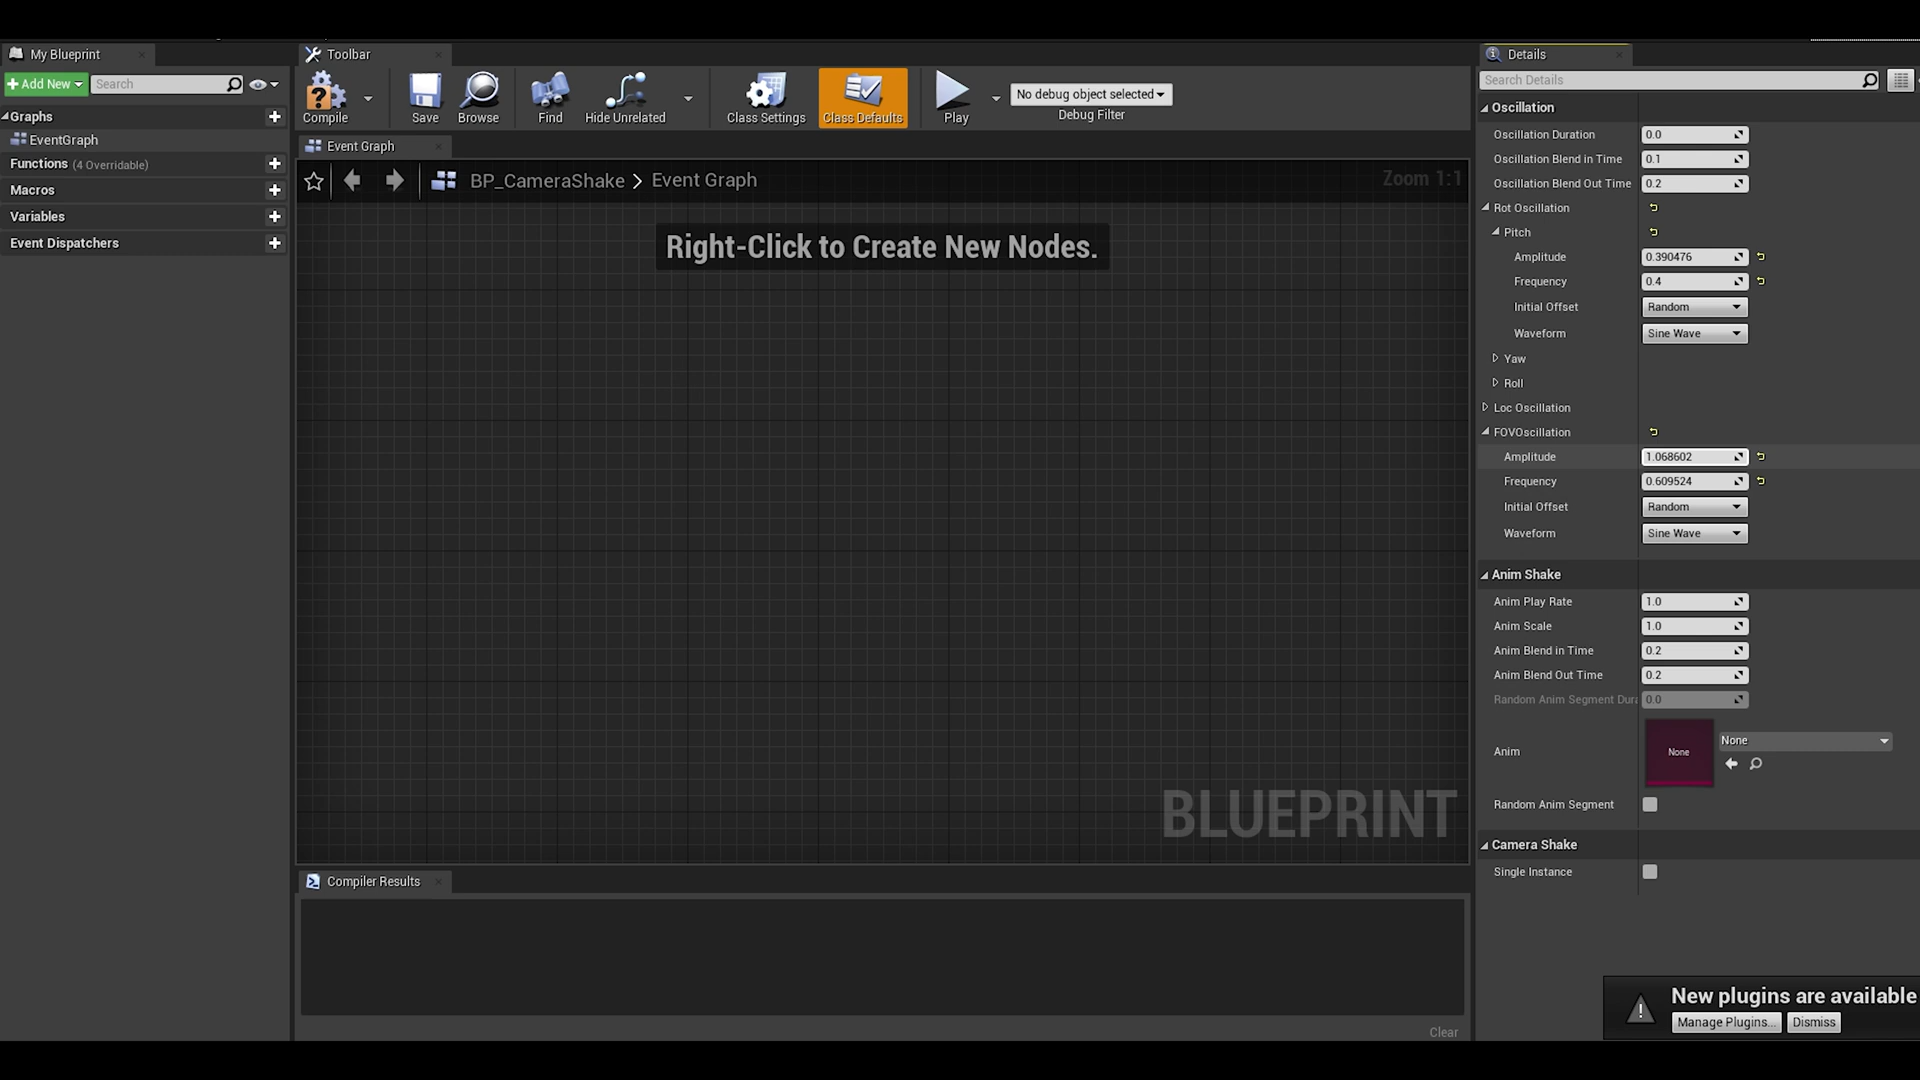 My Blueprint
Add New
Search
Graphs
EventGraph
Functions (4 Overridable)
Macros
Variables
Event Dispatchers
Toolbar
Compile
Save
Browse
Find
Hide Unrelated
Class Settings
Class Defaults
Play
No debug object selected
Debug Filter
Event Graph
BP_CameraShake > Event Graph
Zoom 1:1
Right-Click to Create New Nodes.
BLUEPRINT
Compiler Results
Clear
Details
Search Details
Oscillation
Oscillation Duration 0.0
Oscillation Blend in Time 0.1
Oscillation Blend Out Time 0.2
Rot Oscillation
Pitch
Amplitude 0.390476
Frequency 0.4
Initial Offset Random
Waveform Sine Wave
Yaw
Roll
Loc Oscillation
FOVOscillation
Amplitude 1.068602
Frequency 0.609524
Initial Offset Random
Waveform Sine Wave
Anim Shake
Anim Play Rate 1.0
Anim Scale 1.0
Anim Blend in Time 0.2
Anim Blend Out Time 0.2
Random Anim Segment Dura 0.0
Anim None None
Random Anim Segment
Camera Shake
Single Instance
New plugins are available
Manage Plugins... Dismiss